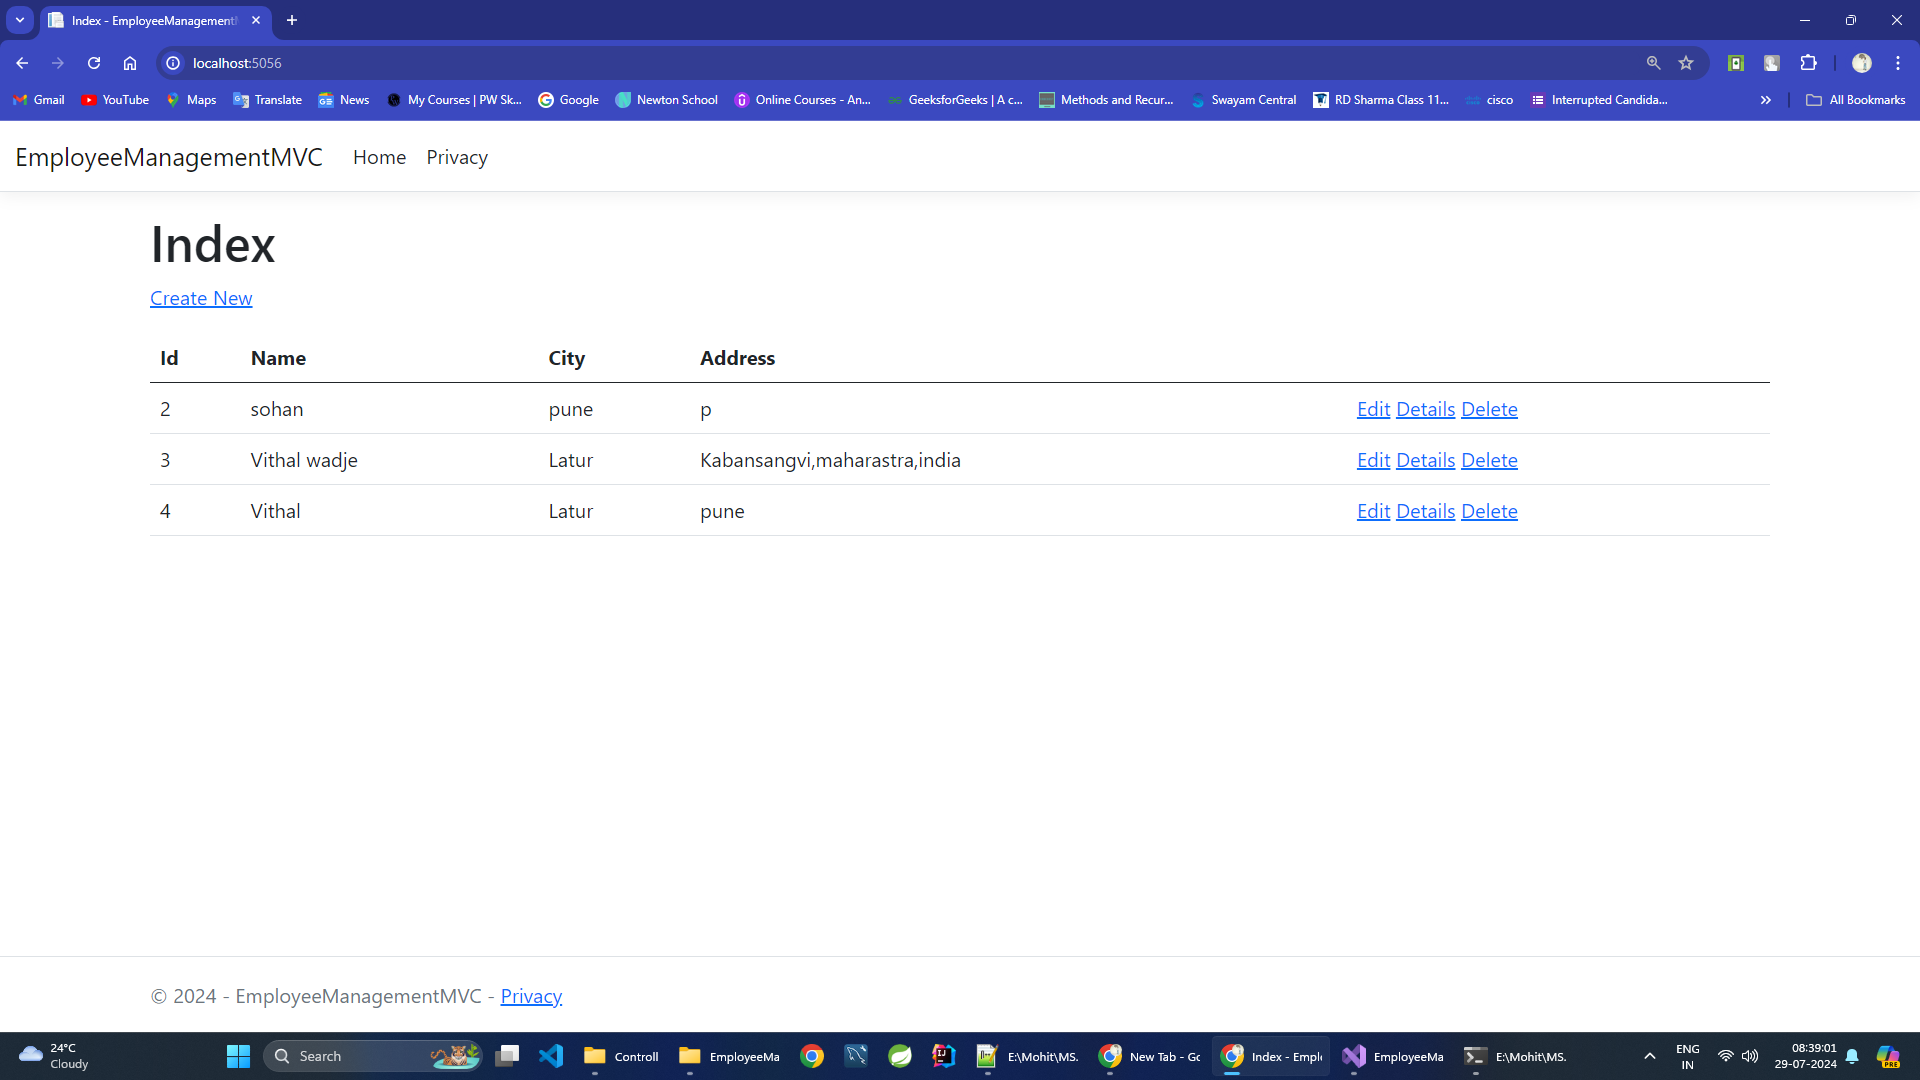 Index - EmployeeManagementM
localhost:5056
Gmail YouTube Maps Translate News My Courses | PW Sk... Google Newton School Online Courses - An... GeeksforGeeks | A c... Methods and Recur... Swayam Central RD Sharma Class 11... cisco Interrupted Candida... All Bookmarks
EmployeeManagementMVC Home Privacy
Index
Create New
Id Name City Address
2 sohan pune p Edit Details Delete
3 Vithal wadje Latur Kabansangvi,maharastra,india Edit Details Delete
4 Vithal Latur pune Edit Details Delete
© 2024 - EmployeeManagementMVC - Privacy
24°C
Cloudy
Search
Controll
EmployeeMa
E:\Mohit\MS.
New Tab - Go
Index - Emplo
EmployeeMa
E:\Mohit\MS.
ENG
IN
08:39:01
29-07-2024
PRE